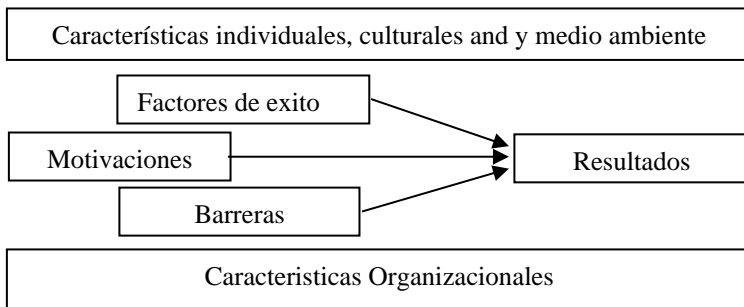 Características individuales, culturales and y medio ambiente
Factores de exito
Motivaciones
Resultados
Barreras
Caracteristicas Organizacionales